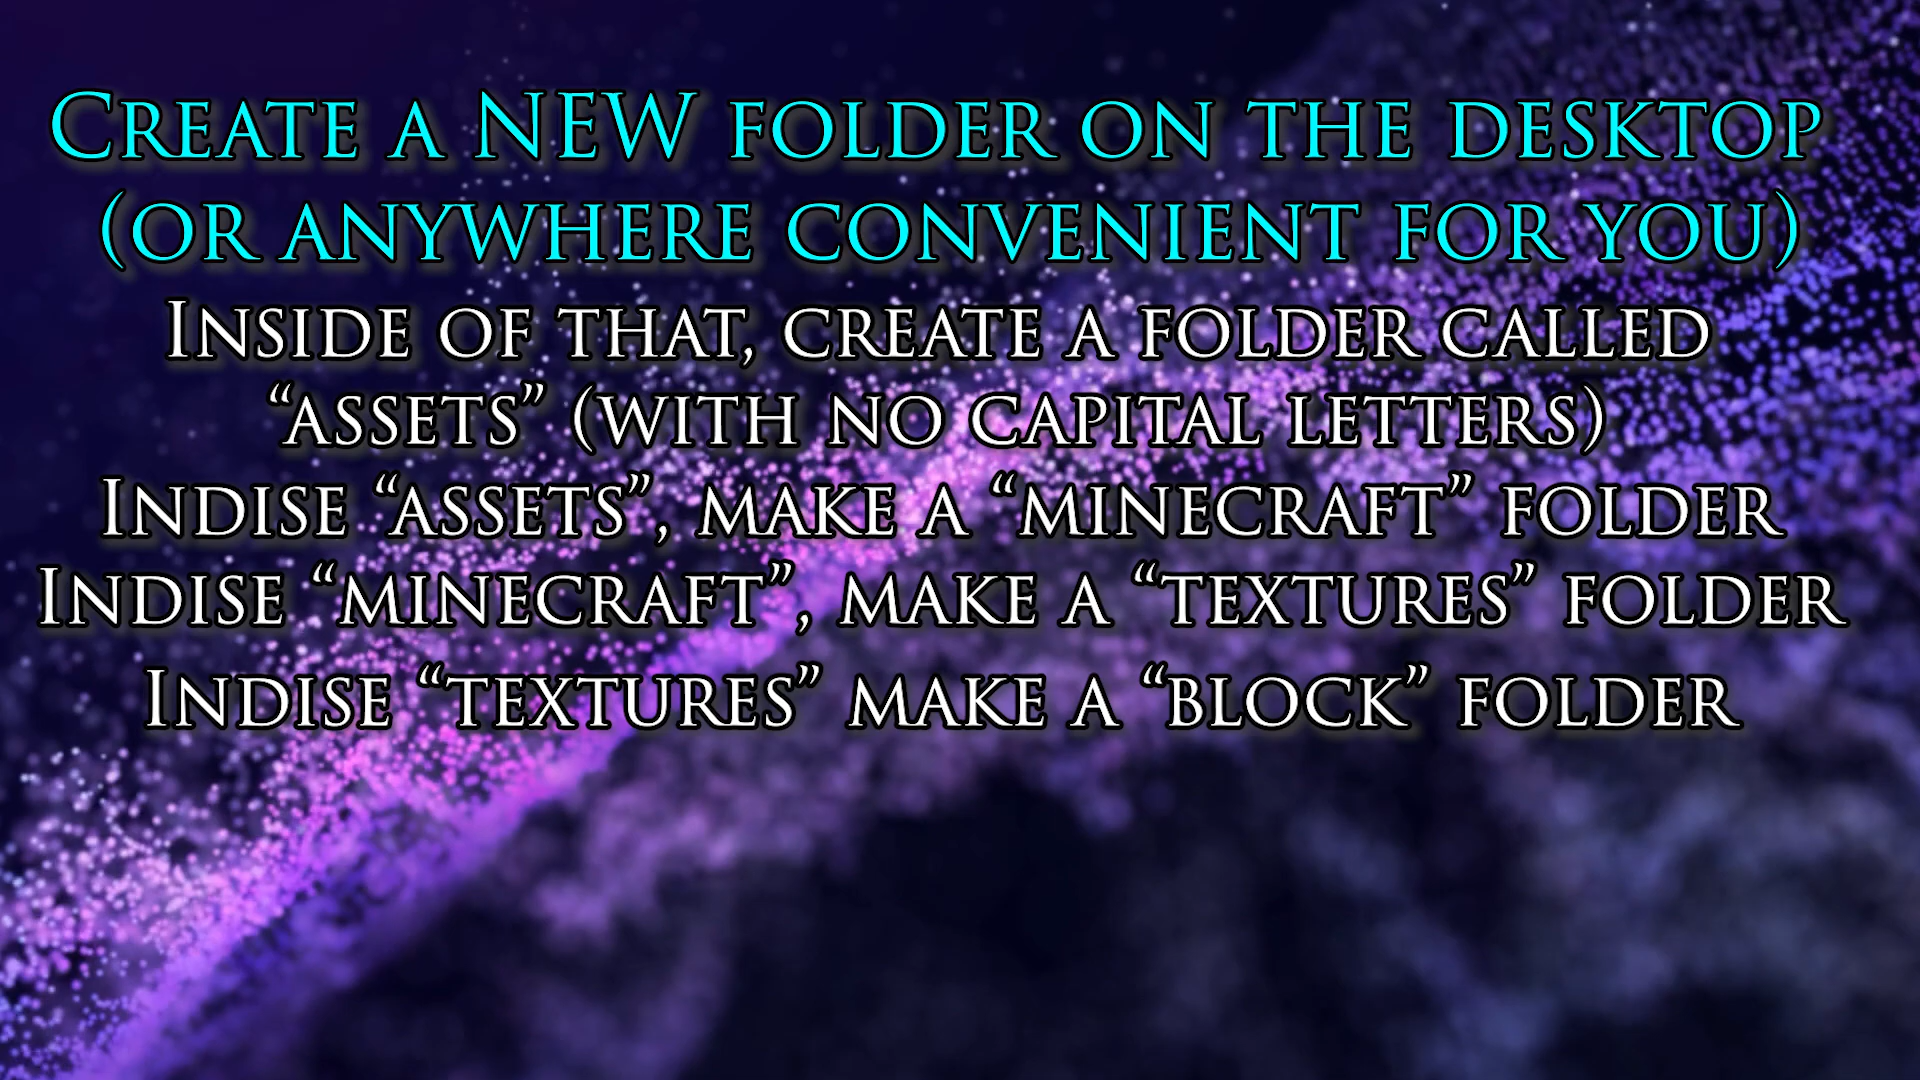 Create a NEW folder on the desktop
(or anywhere convenient for you)
Inside of that, create a folder called
“assets” (with no capital letters)
Indise “assets”, make a “minecraft” folder
Indise “minecraft”, make a “textures” folder
Indise “textures” make a “block” folder